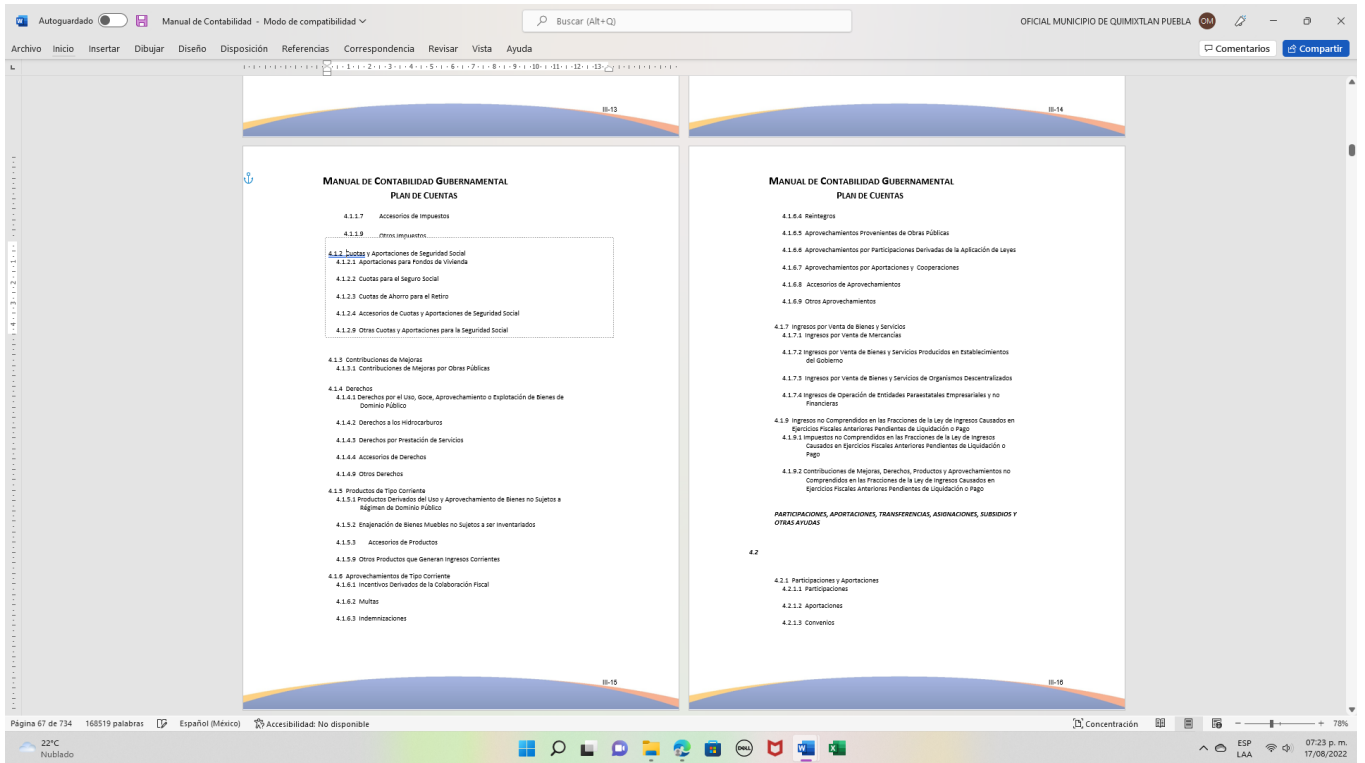 Autoguardado
Manual de Contabilidad - Modo de compatibilidad
Buscar (Alt+Q)
OFICIAL MUNICIPIO DE QUIMIXTLAN PUEBLA
OM
Archivo Inicio Insertar Dibujar Diseño Disposición Referencias Correspondencia Revisar Vista Ayuda
Comentarios
Compartir
1 2 3 4 5 6 7 8 9 10 11 12 13
III-13
III-14
MANUAL DE CONTABILIDAD GUBERNAMENTAL
PLAN DE CUENTAS
4.1.1.7 Accesorios de Impuestos
4.1.1.9 Otros Impuestos
4.1.2 Cuotas y Aportaciones de Seguridad Social
4.1.2.1 Aportaciones para Fondos de Vivienda
4.1.2.2 Cuotas para el Seguro Social
4.1.2.3 Cuotas de Ahorro para el Retiro
4.1.2.4 Accesorios de Cuotas y Aportaciones de Seguridad Social
4.1.2.9 Otras Cuotas y Aportaciones para la Seguridad Social
4.1.3 Contribuciones de Mejoras
4.1.3.1 Contribuciones de Mejoras por Obras Públicas
4.1.4 Derechos
4.1.4.1 Derechos por el Uso, Goce, Aprovechamiento o Explotación de Bienes de
Dominio Público
4.1.4.2 Derechos a los Hidrocarburos
4.1.4.3 Derechos por Prestación de Servicios
4.1.4.4 Accesorios de Derechos
4.1.4.9 Otros Derechos
4.1.5 Productos de Tipo Corriente
4.1.5.1 Productos Derivados del Uso y Aprovechamiento de Bienes no Sujetos a
Régimen de Dominio Público
4.1.5.2 Enajenación de Bienes Muebles no Sujetos a ser Inventariados
4.1.5.3 Accesorios de Productos
4.1.5.9 Otros Productos que Generan Ingresos Corrientes
4.1.6 Aprovechamientos de Tipo Corriente
4.1.6.1 Incentivos Derivados de la Colaboración Fiscal
4.1.6.2 Multas
4.1.6.3 Indemnizaciones
III-15
MANUAL DE CONTABILIDAD GUBERNAMENTAL
PLAN DE CUENTAS
4.1.6.4 Reintegros
4.1.6.5 Aprovechamientos Provenientes de Obras Públicas
4.1.6.6 Aprovechamientos por Participaciones Derivadas de la Aplicación de Leyes
4.1.6.7 Aprovechamientos por Aportaciones y Cooperaciones
4.1.6.8 Accesorios de Aprovechamientos
4.1.6.9 Otros Aprovechamientos
4.1.7 Ingresos por Venta de Bienes y Servicios
4.1.7.1 Ingresos por Venta de Mercancías
4.1.7.2 Ingresos por Venta de Bienes y Servicios Producidos en Establecimientos
del Gobierno
4.1.7.3 Ingresos por Venta de Bienes y Servicios de Organismos Descentralizados
4.1.7.4 Ingresos de Operación de Entidades Paraestatales Empresariales y no
Financieras
4.1.9 Ingresos no Comprendidos en las Fracciones de la Ley de Ingresos Causados en
Ejercicios Fiscales Anteriores Pendientes de Liquidación o Pago
4.1.9.1 Impuestos no Comprendidos en las Fracciones de la Ley de Ingresos
Causados en Ejercicios Fiscales Anteriores Pendientes de Liquidación o
Pago
4.1.9.2 Contribuciones de Mejoras, Derechos, Productos y Aprovechamientos no
Comprendidos en las Fracciones de la Ley de Ingresos Causados en
Ejercicios Fiscales Anteriores Pendientes de Liquidación o Pago
PARTICIPACIONES, APORTACIONES, TRANSFERENCIAS, ASIGNACIONES, SUBSIDIOS Y
OTRAS AYUDAS
4.2
4.2.1 Participaciones y Aportaciones
4.2.1.1 Participaciones
4.2.1.2 Aportaciones
4.2.1.3 Convenios
III-16
Página 67 de 734 168519 palabras Español (México) Accesibilidad: No disponible
Concentración
78%
22°C
Nublado
DELL
ESP
LAA
07:23 p. m.
17/08/2022